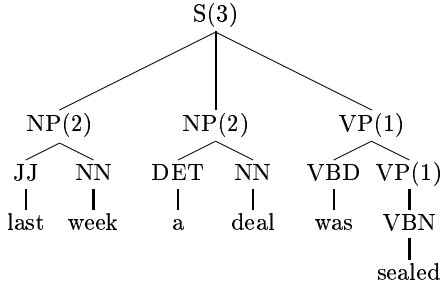 S(3)
NP(2) NP(2) VP(1)
JJ NN DET NN VBD VP(1)
last week a deal was VBN
sealed